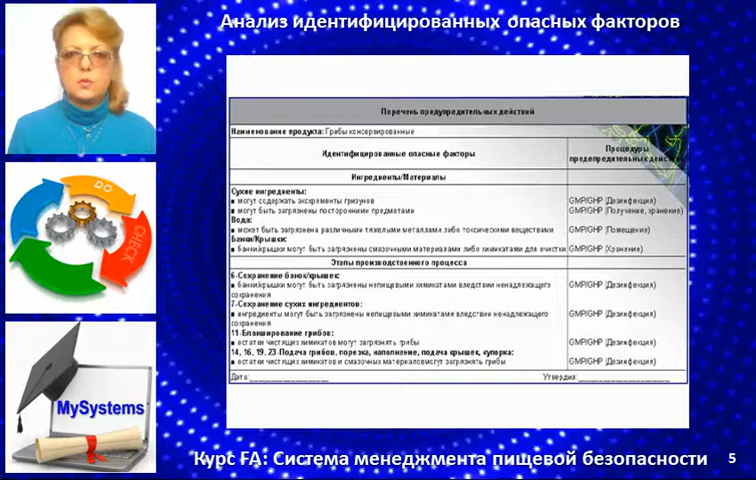 Анализ идентифицированных опасных факторов
DO
CHECK
MySystems
Перечень предупредительных действий
Наименование продукта: Грибы консервированные
Идентифицированные опасные факторы
Процедуры
предупредительных действий
Ингредиенты/Материалы
Сухие ингредиенты:
▪ могут содержать экскременты грызунов GMP/GHP (Дезинфекция)
▪ могут быть загрязнены посторонними предметами GMP/GHP (Получение, хранение)
Вода:
▪ может быть загрязнена различными тяжелыми металлами либо токсическими веществами GMP/GHP (Помещение)
Банки/Крышки:
▪ банки/крышки могут быть загрязнены смазочными материалами либо химикатами для очистки GMP/GHP (Хранение)
Этапы производственного процесса
6-Сохранение банок/крышек:
▪ банки/крышки могут быть загрязнены непищевыми химикатами вледствии ненадлежащего GMP/GHP (Дезинфекция)
сохранения
7-Сохранение сухих ингредиентов:
▪ ингредиенты могут быть загрязнены непищевыми химикатами вледствии ненадлежащего GMP/GHP (Дезинфекция)
сохранения
11-Бланширование грибов:
▪ остатки чистящих химикатов могут загрязнять грибы GMP/GHP (Дезинфекция)
14, 16, 19, 23-Подача грибов, порезка, наполнение, подача крышек, купорка:
▪ остатки чистящих химикатов и смазочных материаловмогут загрязнять грибы GMP/GHP (Дезинфекция)
Дата: Утвердил:
Курс FA: Система менеджмента пищевой безопасности 5